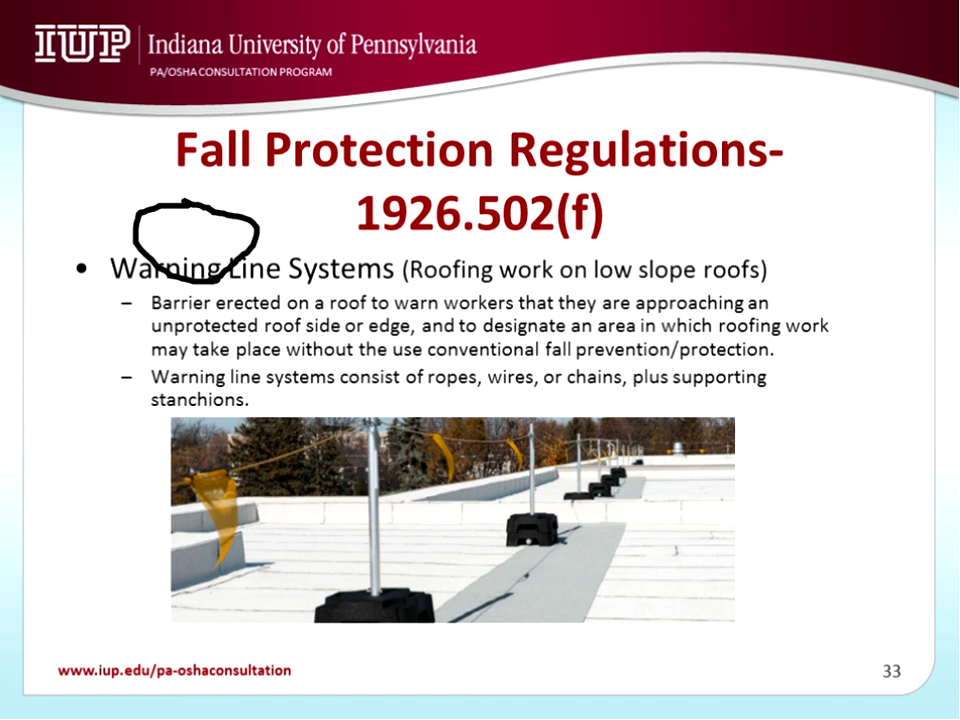 IUP Indiana University of Pennsylvania
PA/OSHA CONSULTATION PROGRAM
Fall Protection Regulations-
1926.502(f)
• Warning Line Systems (Roofing work on low slope roofs)
– Barrier erected on a roof to warn workers that they are approaching an
unprotected roof side or edge, and to designate an area in which roofing work
may take place without the use conventional fall prevention/protection.
– Warning line systems consist of ropes, wires, or chains, plus supporting
stanchions.
www.iup.edu/pa-oshaconsultation
33